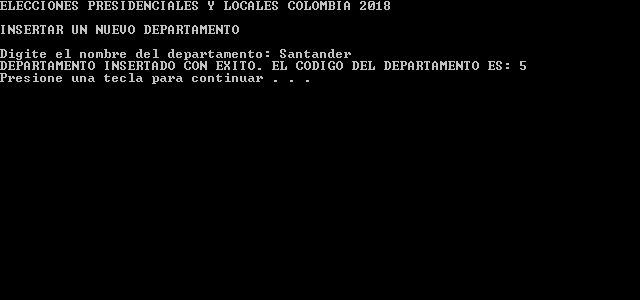 ELECCIONES PRESIDENCIALES Y LOCALES COLOMBIA 2018
INSERTAR UN NUEVO DEPARTAMENTO
Digite el nombre del departamento: Santander
DEPARTAMENTO INSERTADO CON EXITO. EL CODIGO DEL DEPARTAMENTO ES: 5
Presione una tecla para continuar . . .